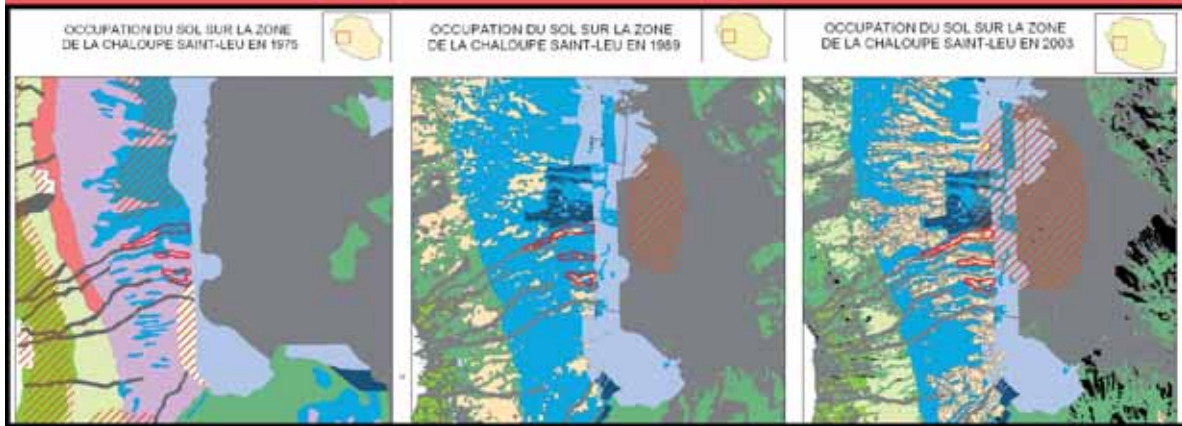 OCCUPATION DU SOL SUR LA ZONE
DE LA CHALOUPE SAINT-LEU EN 1975
OCCUPATION DU SOL SUR LA ZONE
DE LA CHALOUPE SAINT-LEU EN 1989
OCCUPATION DU SOL SUR LA ZONE
DE LA CHALOUPE SAINT-LEU EN 2003